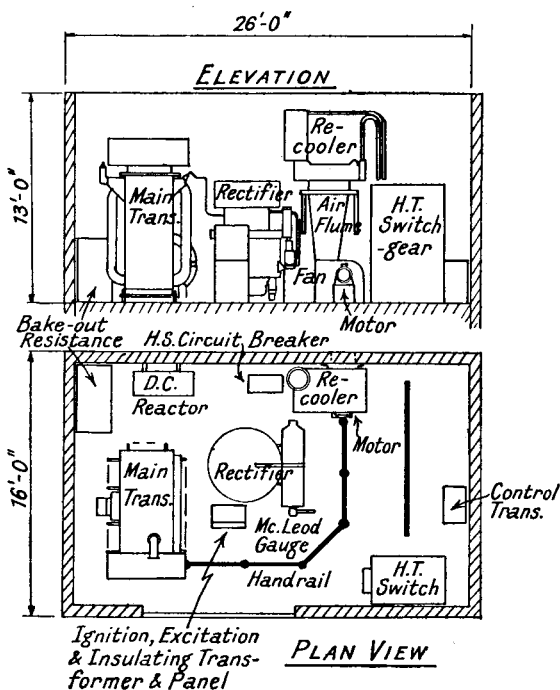 26'-0"
ELEVATION
13'-0"
Main
Trans.
Rectifier
Re-
cooler
Air
Flume
Fan
H.T.
Switch
-gear
Motor
Bake-out
Resistance
H.S. Circuit Breaker
16'-0"
D.C.
Reactor
Re-
cooler
Motor
Main
Trans.
Rectifier
Mc.Leod
Gauge
Handrail
Control
Trans.
H.T.
Switch
Ignition, Excitation
& Insulating Trans-
former & Panel
PLAN VIEW